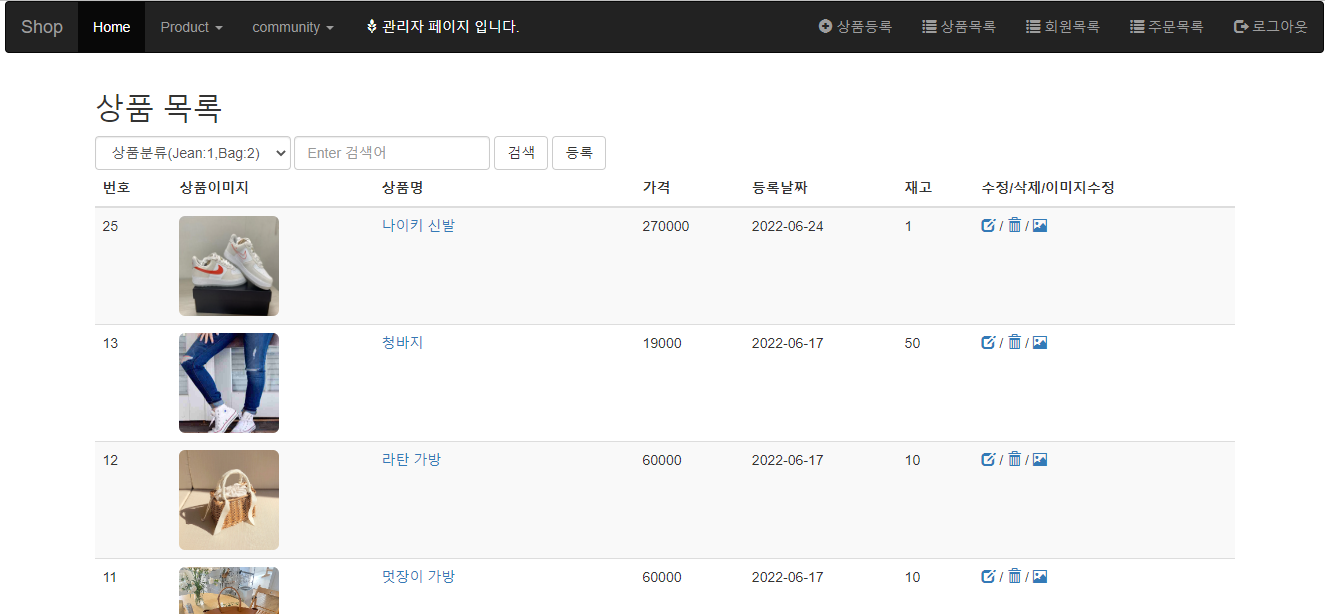 Shop Home Product community 관리자 페이지 입니다. 상품등록 상품목록 회원목록 주문목록 로그아웃
상품 목록
상품분류(Jean:1,Bag:2) Enter 검색어 검색 등록
번호 상품이미지 상품명 가격 등록날짜 재고 수정/삭제/이미지수정
25 나이키 신발 270000 2022-06-24 1 / /
13 청바지 19000 2022-06-17 50 / /
12 라탄 가방 60000 2022-06-17 10 / /
11 멋장이 가방 60000 2022-06-17 10 / /